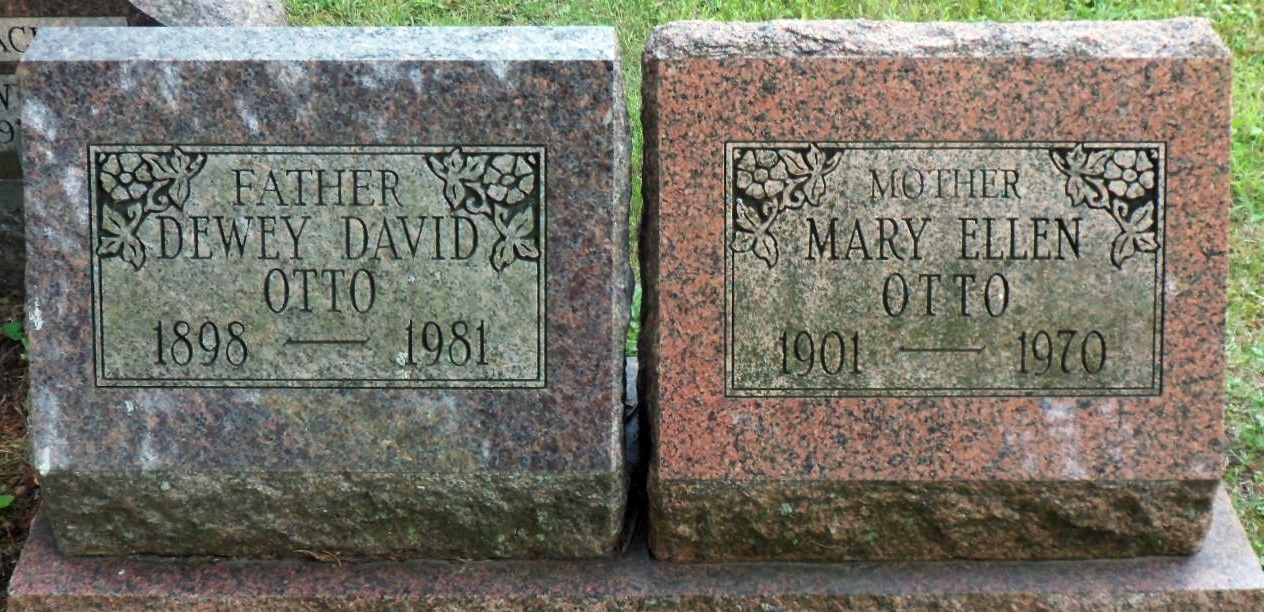 FATHER
DEWEY DAVID
OTTO
1898 — 1981
MOTHER
MARY ELLEN
OTTO
1901 — 1970